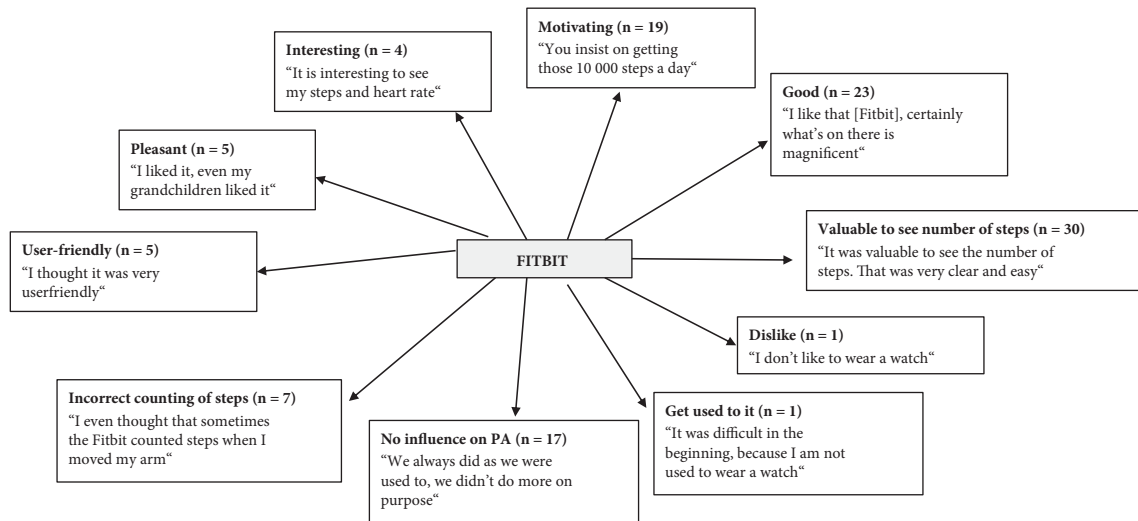 Motivating (n = 19)
“You insist on getting
those 10 000 steps a day“
Interesting (n = 4)
“It is interesting to see
my steps and heart rate“
Good (n = 23)
“I like that [Fitbit], certainly
what's on there is
magnificent“
Pleasant (n = 5)
“I liked it, even my
grandchildren liked it“
Valuable to see number of steps (n = 30)
“It was valuable to see the number of
steps. That was very clear and easy“
User-friendly (n = 5)
“I thought it was very
userfriendly“
FITBIT
Dislike (n = 1)
“I don't like to wear a watch“
Incorrect counting of steps (n = 7)
“I even thought that sometimes
the Fitbit counted steps when I
moved my arm“
No influence on PA (n = 17)
“We always did as we were
used to, we didn't do more on
purpose“
Get used to it (n = 1)
“It was difficult in the
beginning, because I am not
used to wear a watch“